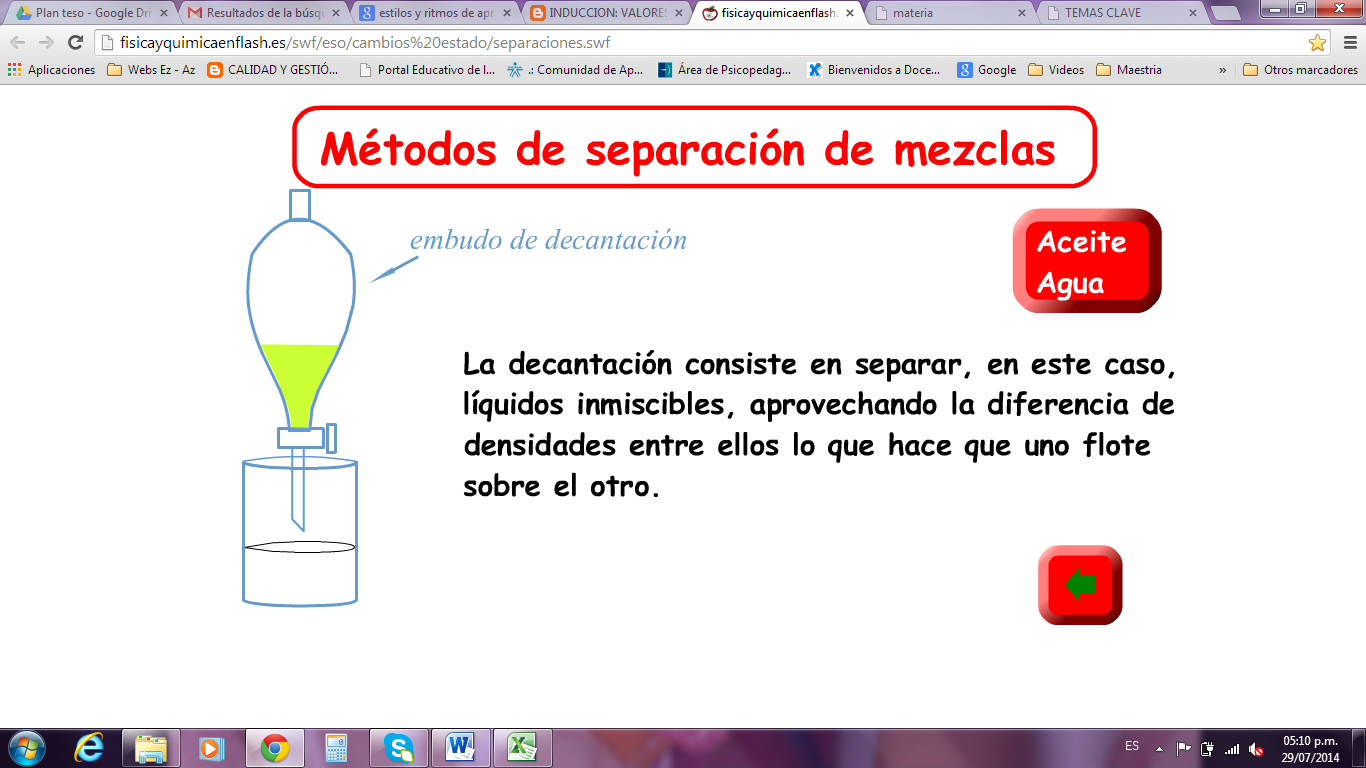 Plan teso - Google Dri
Resultados de la búsqu
estilos y ritmos de apr
INDUCCION: VALORES
fisicayquimicaenflash.
materia
TEMAS CLAVE
fisicayquimicaenflash.es/swf/eso/cambios%20estado/separaciones.swf
Aplicaciones
Webs Ez - Az
CALIDAD Y GESTIÓ...
Portal Educativo de l...
.: Comunidad de Ap...
Área de Psicopedag...
Bienvenidos a Doce...
Google
Videos
Maestria
»
Otros marcadores
Métodos de separación de mezclas
embudo de decantación
Aceite
Agua
La decantación consiste en separar, en este caso,
líquidos inmiscibles, aprovechando la diferencia de
densidades entre ellos lo que hace que uno flote
sobre el otro.
ES
05:10 p.m.
29/07/2014